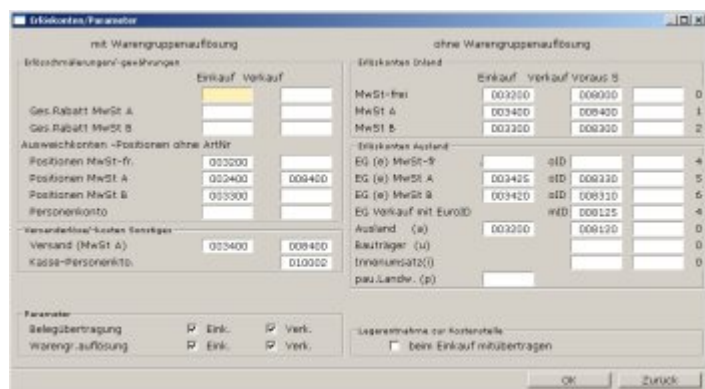 Erlöskonten/Parameter
mit Warengruppenauflösung
ohne Warengruppenauflösung
Erlösschmälerungen/-gewährungen
Einkauf Verkauf
Ges.Rabatt MwSt A
Ges.Rabatt MwSt B
Ausweichkonten -Positionen ohne ArtNr
Positionen MwSt-fr. 003200
Positionen MwSt A 003400 008400
Positionen MwSt B 003300
Personenkonto
Versanderlöse/-kosten Sonstiges
Versand (MwSt A) 003400 008400
Kasse-Personenkto. 010002
Parameter
Belegübertragung Eink. Verk.
Warengr.auflösung Eink. Verk.
Erlöskonten Inland
Einkauf Verkauf Voraus S
MwSt-frei 003200 008000 0
MwSt A 003400 008400 1
MwSt B 003300 008300 2
Erlöskonten Ausland
EG (e) MwSt-fr oID 4
EG (e) MwSt A 003425 oID 008330 5
EG (e) MwSt B 003420 oID 008310 6
EG Verkauf mit EuroID mID 008125 4
Ausland (a) 003200 008120 0
Bauträger (u) 0
Innenumsatz(i) 0
pau.Landw. (p)
Lagerentnahme zur Kostenstelle
beim Einkauf mitübertragen
OK Zurück